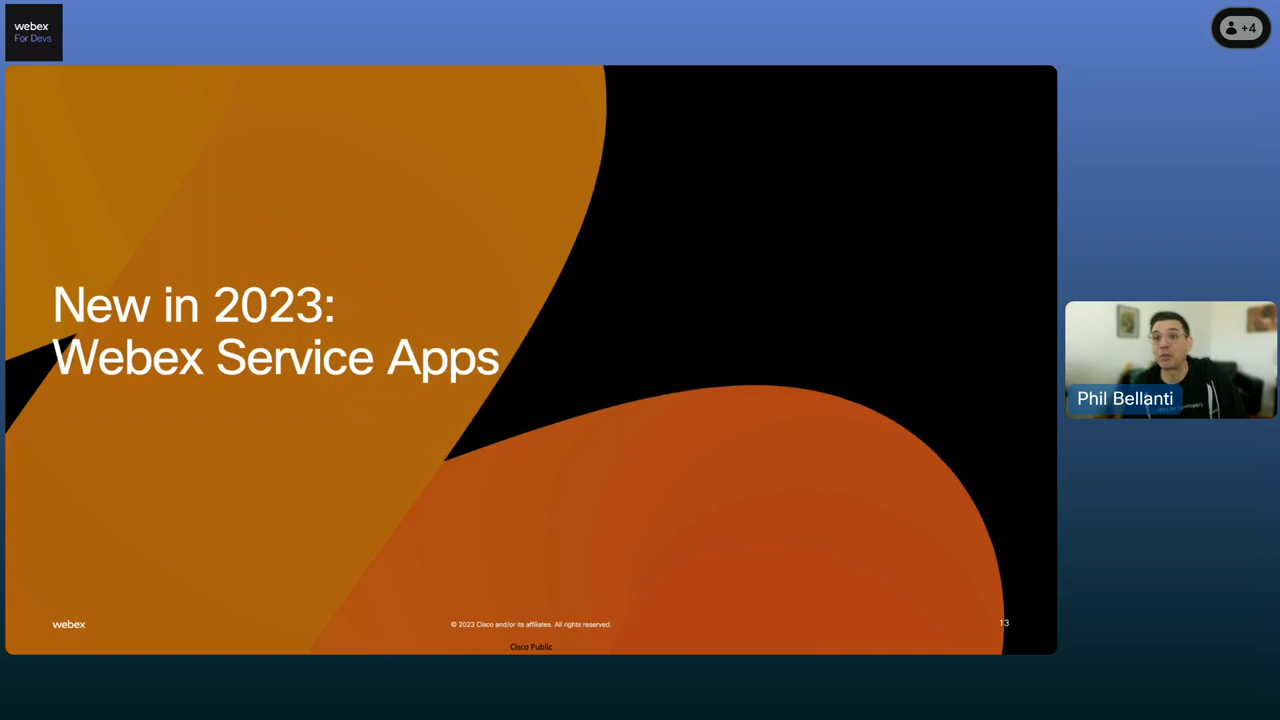 webex
For Devs
+4
New in 2023:
Webex Service Apps
Phil Bellanti
webex
© 2023 Cisco and/or its affiliates. All rights reserved.
13
Cisco Public